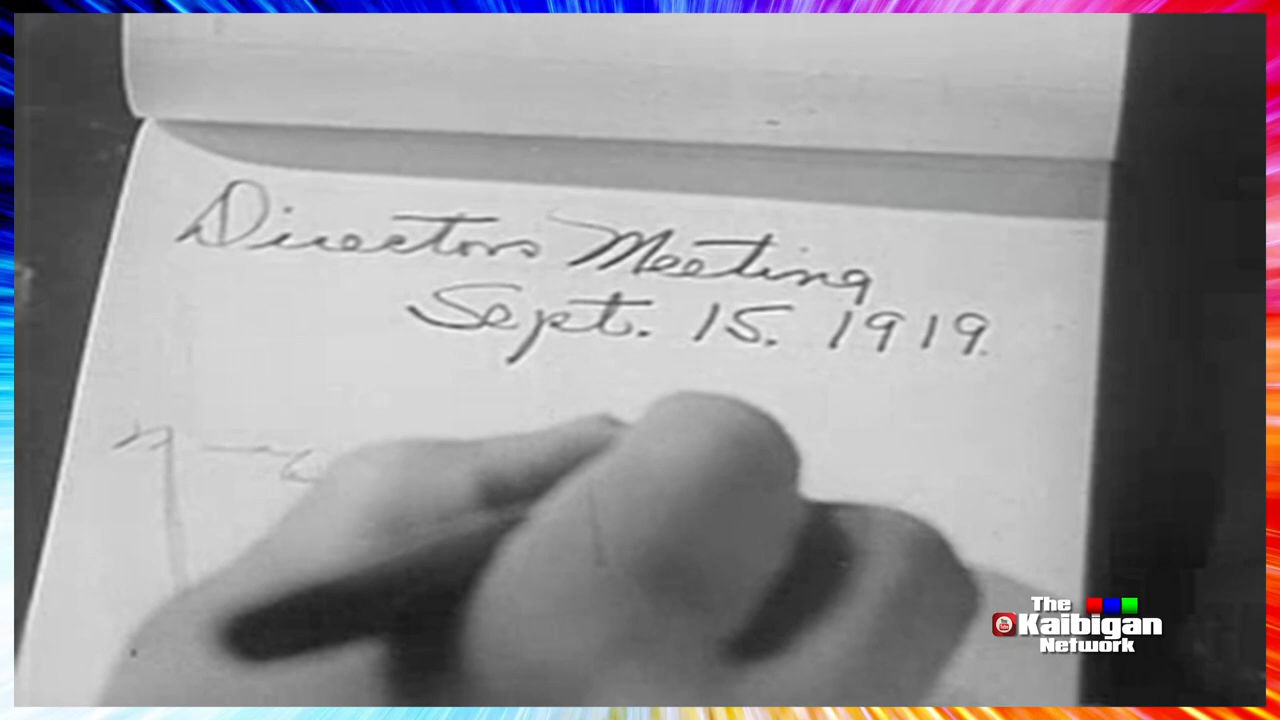 Directors Meeting
Sept. 15. 1919.
The
Kaibigan
Network